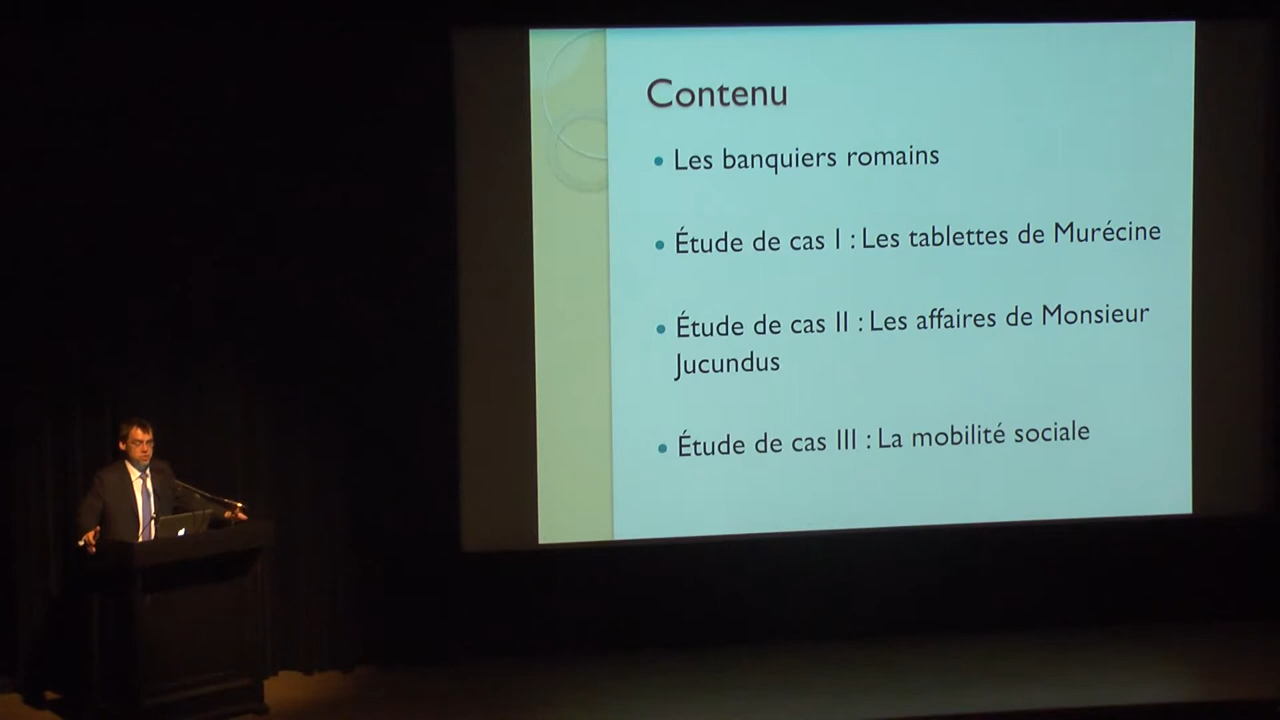 Contenu
Les banquiers romains
Étude de cas I : Les tablettes de Murécine
Étude de cas II : Les affaires de Monsieur
Jucundus
Étude de cas III : La mobilité sociale